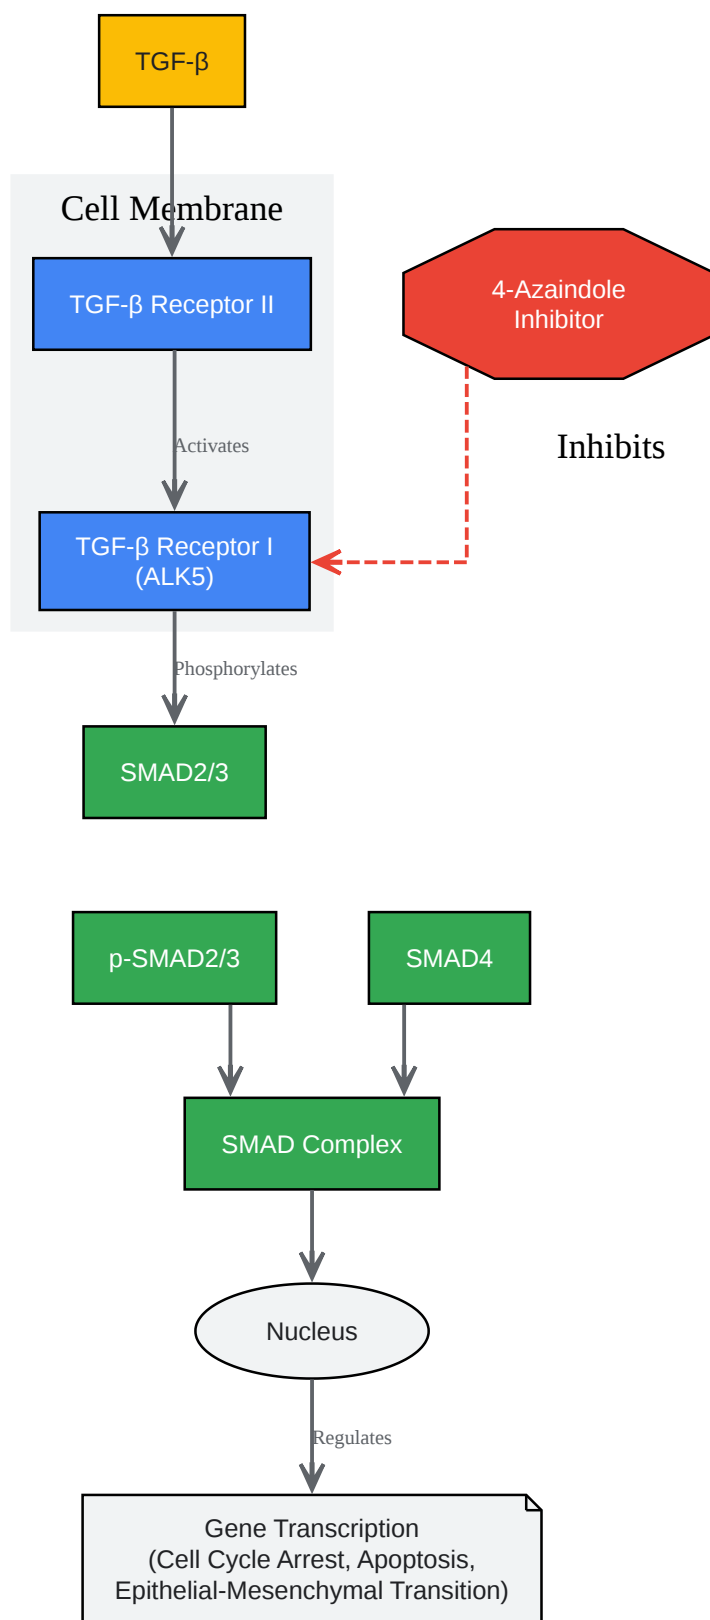 TGF-β
Cell Membrane
TGF-β Receptor II
4-Azaindole
Inhibitor
Activates
Inhibits
TGF-β Receptor I
(ALK5)
Phosphorylates
SMAD2/3
p-SMAD2/3
SMAD4
SMAD Complex
Nucleus
Regulates
Gene Transcription
(Cell Cycle Arrest, Apoptosis,
Epithelial-Mesenchymal Transition)